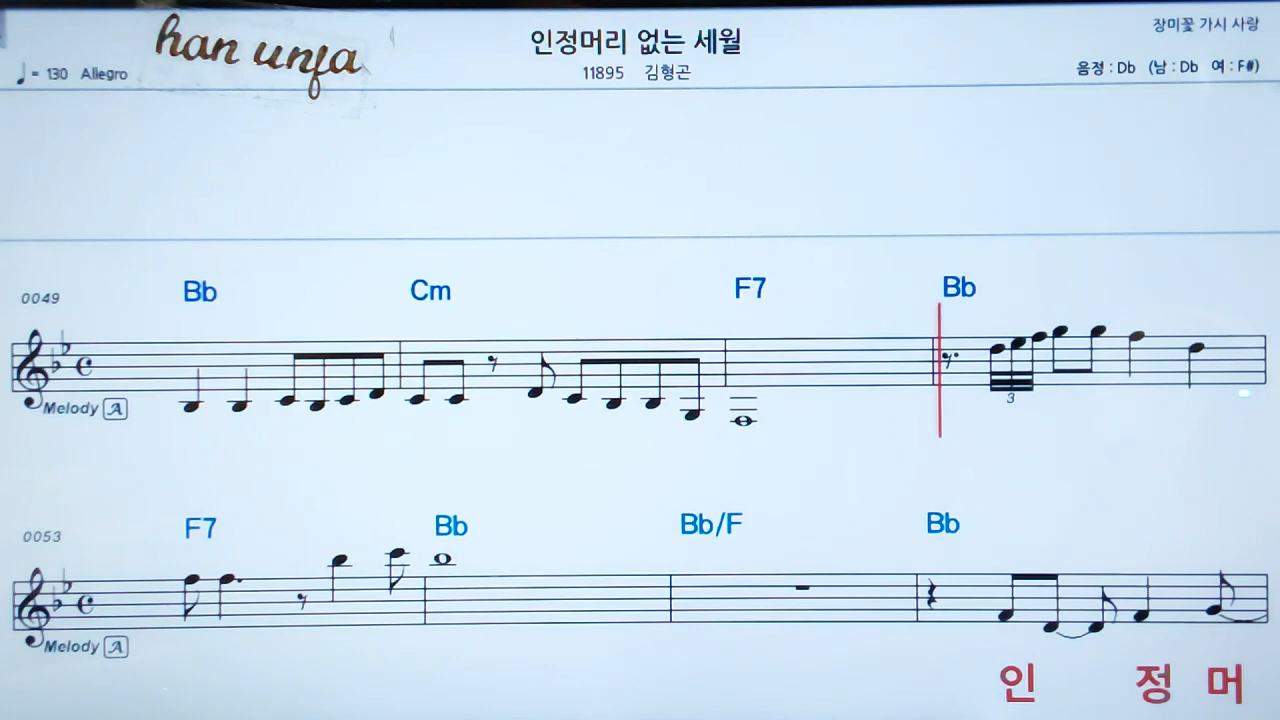 han unfa
인정머리 없는 세월
장미꽃 가시 사랑
♩= 130 Allegro
11895 김형곤
음정 : Db (남 : Db 여 : F#)
0049
Bb Cm F7 Bb
Melody A
3
0053
F7 Bb Bb/F Bb
Melody A
인 정 머